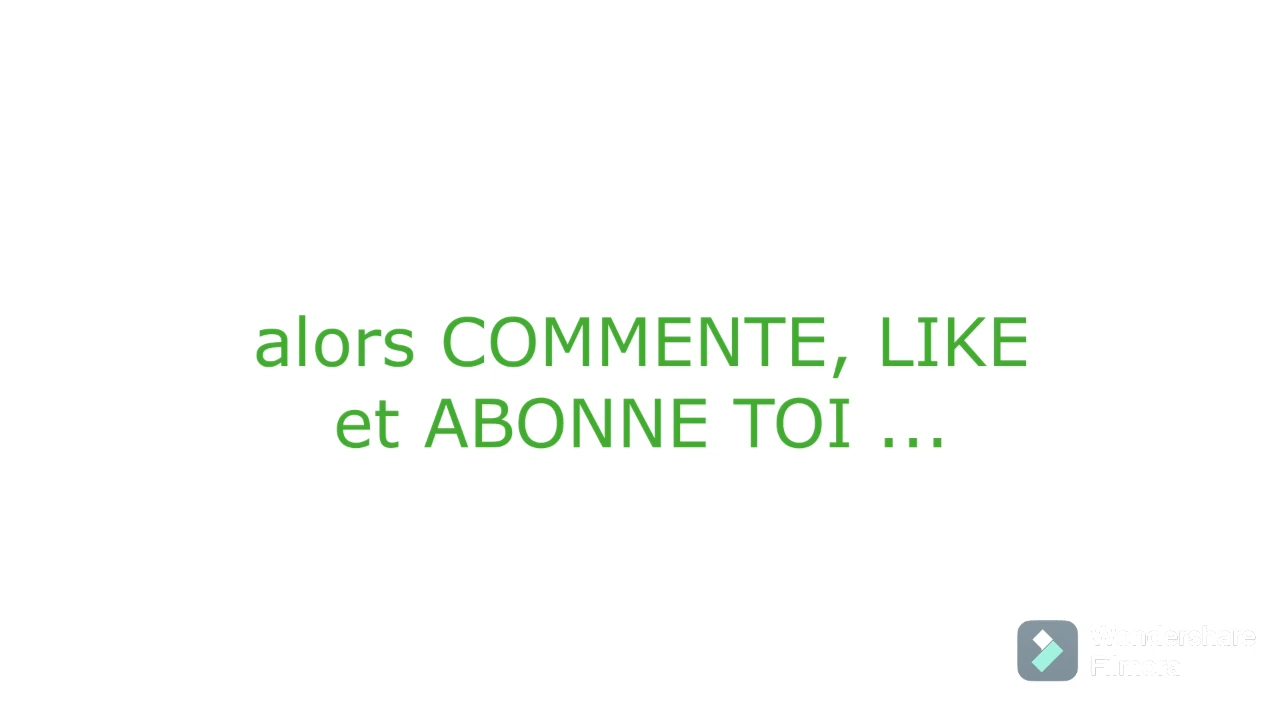 alors COMMENTE, LIKE
et ABONNE TOI ...
Wondershare
Filmora